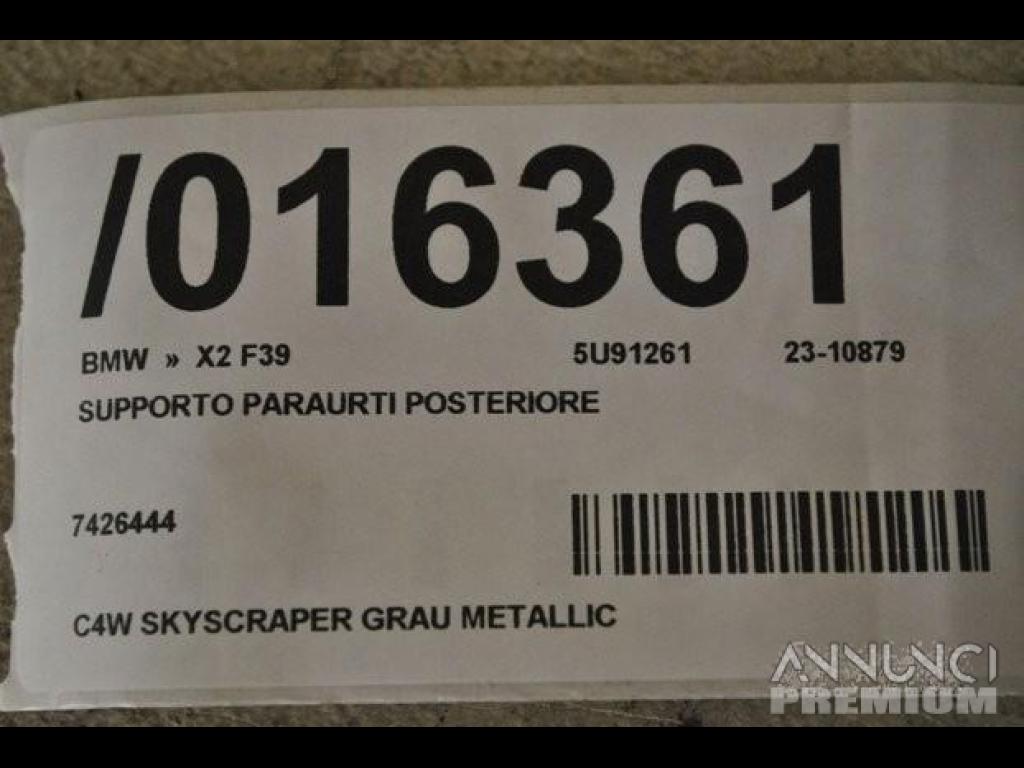 /016361
BMW » X2 F39 5U91261 23-10879
SUPPORTO PARAURTI POSTERIORE
7426444
C4W SKYSCRAPER GRAU METALLIC
ANNUNCI
PREMIUM